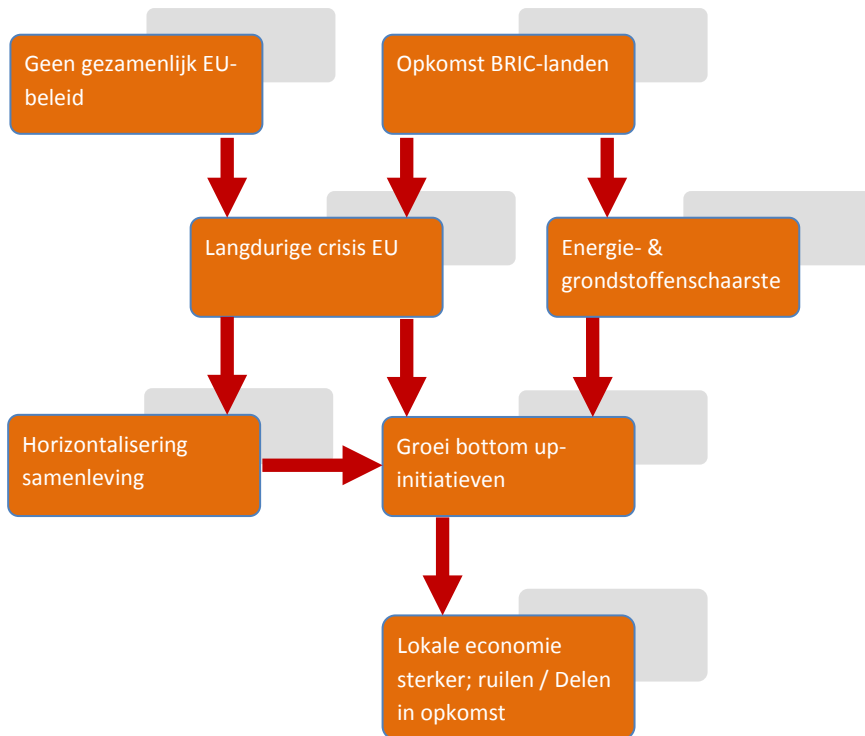 Geen gezamenlijk EU-
beleid
Opkomst BRIC-landen
Langdurige crisis EU
Energie- &
grondstoffenschaarste
Horizontalisering
samenleving
Groei bottom up-
initiatieven
Lokale economie
sterker; ruilen / Delen
in opkomst